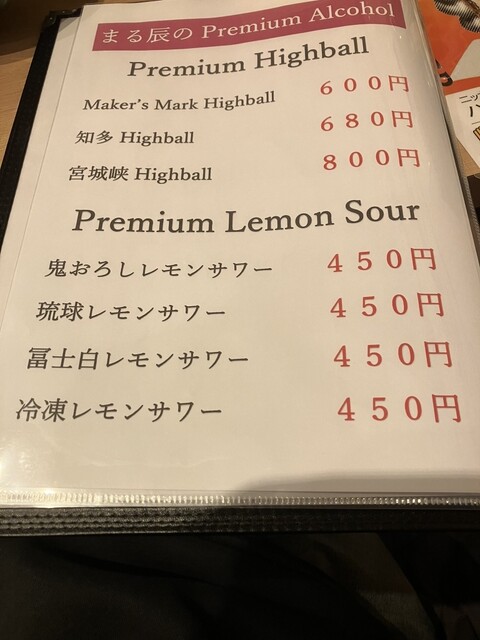 まる辰の Premium Alcohol
Premium Highball
Maker's Mark Highball ６００円
知多 Highball ６８０円
宮城峡 Highball ８００円
Premium Lemon Sour
鬼おろしレモンサワー ４５０円
琉球レモンサワー ４５０円
冨士白レモンサワー ４５０円
冷凍レモンサワー ４５０円